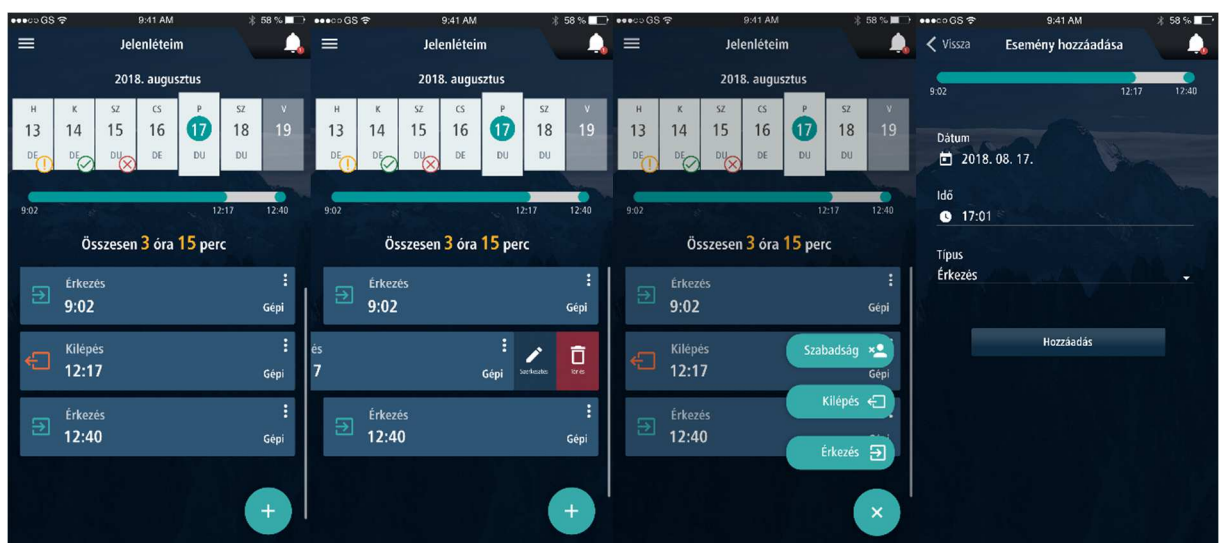 GS 9:41 AM 58 %
Jelenléteim
2018. augusztus
H K SZ CS P SZ V
13 14 15 16 17 18 19
DE DE DU DE DU DU
9:02 12:17 12:40
Összesen 3 óra 15 perc
Érkezés
9:02
Gépi
Kilépés
12:17
Gépi
Érkezés
12:40
Gépi
+
GS 9:41 AM 58 %
Jelenléteim
2018. augusztus
H K SZ CS P SZ V
13 14 15 16 17 18 19
DE DE DU DE DU DU
9:02 12:17 12:40
Összesen 3 óra 15 perc
Érkezés
9:02
Gépi
és
7
Gépi
Szerkesztés
Törlés
Érkezés
12:40
Gépi
+
GS 9:41 AM 58 %
Jelenléteim
2018. augusztus
H K SZ CS P SZ V
13 14 15 16 17 18 19
DE DE DU DE DU DU
9:02 12:17 12:40
Összesen 3 óra 15 perc
Érkezés
9:02
Gépi
Kilépés
12:17
Szabadság
Gépi
Kilépés
Érkezés
12:40
Érkezés
×
GS 9:41 AM 58 %
Vissza Esemény hozzáadása
9:02 12:17 12:40
Dátum
2018. 08. 17.
Idő
17:01
Típus
Érkezés
Hozzáadás